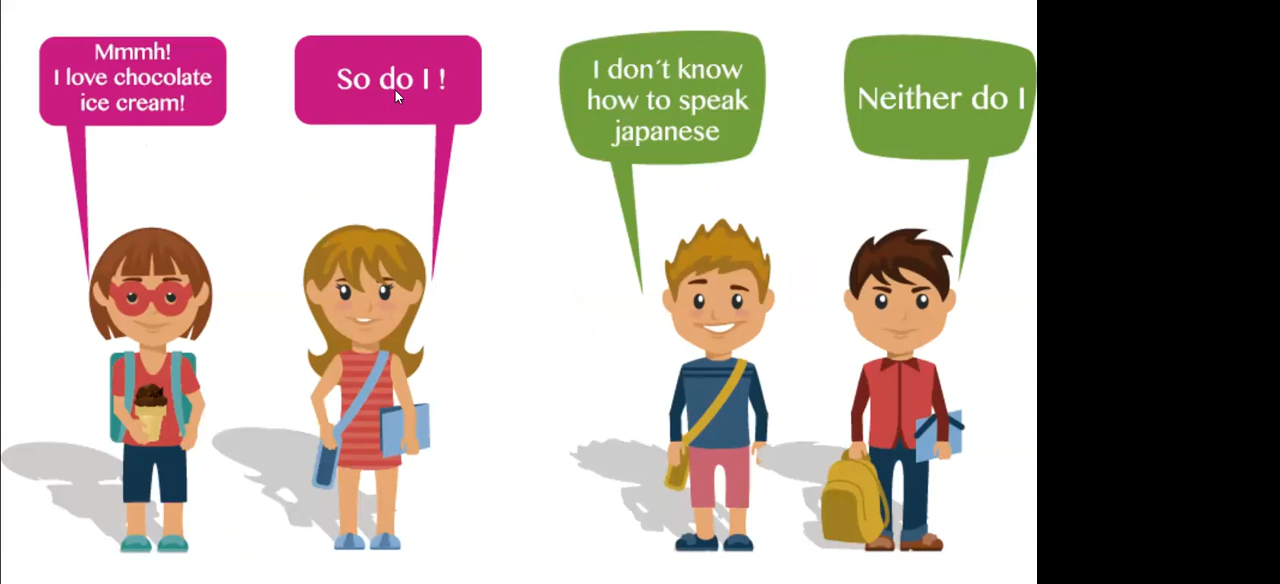 Mmmh!
I love chocolate
ice cream!
So do I !
I don´t know
how to speak
japanese
Neither do I